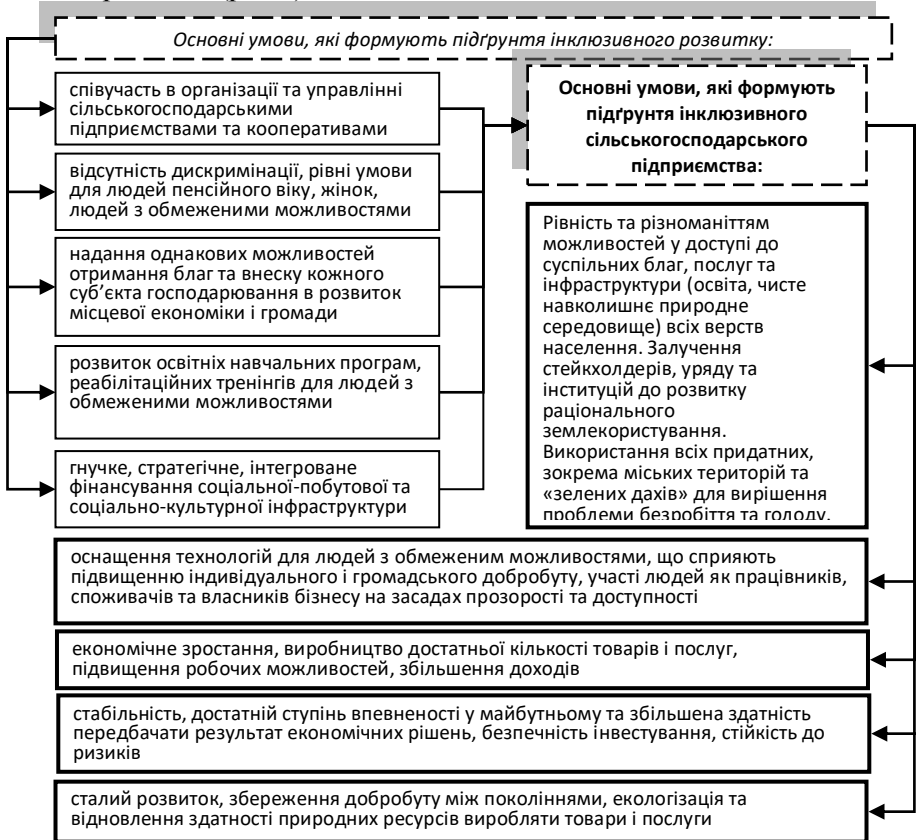 Основні умови, які формують підґрунтя інклюзивного розвитку:
співучасть в організації та управлінні
сільськогосподарськими
підприємствами та кооперативами
відсутність дискримінації, рівні умови
для людей пенсійного віку, жінок,
людей з обмеженими можливостями
надання однакових можливостей
отримання благ та внеску кожного
суб’єкта господарювання в розвиток
місцевої економіки і громади
розвиток освітніх навчальних програм,
реабілітаційних тренінгів для людей з
обмеженими можливостями
гнучке, стратегічне, інтегроване
фінансування соціальної-побутової та
соціально-культурної інфраструктури
Основні умови, які формують
підґрунтя інклюзивного
сільськогосподарського
підприємства:
Рівність та різноманіттям
можливостей у доступі до
суспільних благ, послуг та
інфраструктури (освіта, чисте
навколишнє природне
середовище) всіх верств
населення. Залучення
стейкхолдерів, уряду та
інституцій до розвитку
раціонального
землекористування.
Використання всіх придатних,
зокрема міських територій та
«зелених дахів» для вирішення
проблеми безробіття та голоду.
оснащення технологій для людей з обмеженим можливостями, що сприяють
підвищенню індивідуального і громадського добробуту, участі людей як працівників,
споживачів та власників бізнесу на засадах прозорості та доступності
економічне зростання, виробництво достатньої кількості товарів і послуг,
підвищення робочих можливостей, збільшення доходів
стабільність, достатній ступінь впевненості у майбутньому та збільшена здатність
передбачати результат економічних рішень, безпечність інвестування, стійкість до
ризиків
сталий розвиток, збереження добробуту між поколіннями, екологізація та
відновлення здатності природних ресурсів виробляти товари і послуги